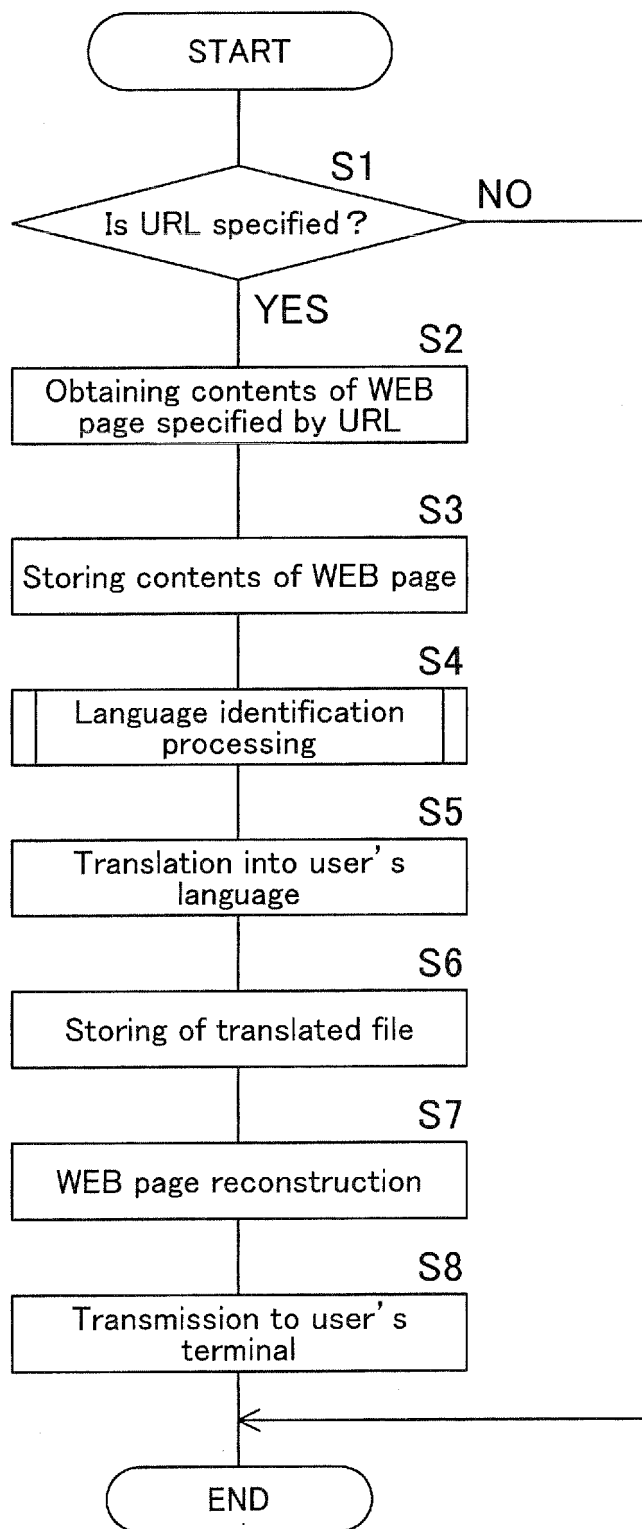 START
S1
Is URL specified?
NO
YES
S2
Obtaining contents of WEB
page specified by URL
S3
Storing contents of WEB page
S4
Language identification
processing
S5
Translation into user's
language
S6
Storing of translated file
S7
WEB page reconstruction
S8
Transmission to user's
terminal
END